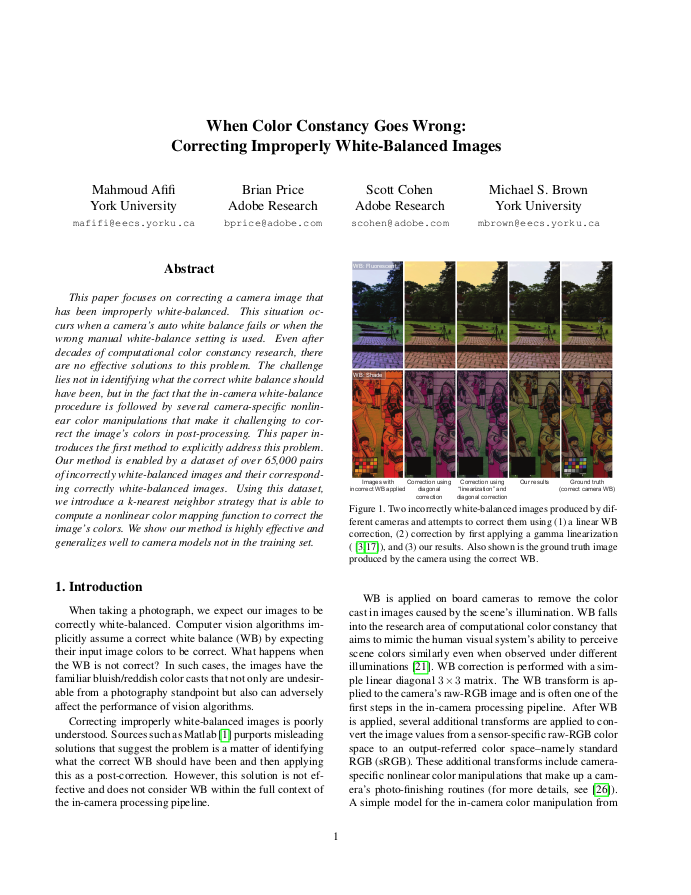 When Color Constancy Goes Wrong:
Correcting Improperly White-Balanced Images
Mahmoud Afifi
York University
mafifi@eecs.yorku.ca
Brian Price
Adobe Research
bprice@adobe.com
Scott Cohen
Adobe Research
scohen@adobe.com
Michael S. Brown
York University
mbrown@eecs.yorku.ca
Abstract
This paper focuses on correcting a camera image that
has been improperly white-balanced. This situation oc-
curs when a camera's auto white balance fails or when the
wrong manual white-balance setting is used. Even after
decades of computational color constancy research, there
are no effective solutions to this problem. The challenge
lies not in identifying what the correct white balance should
have been, but in the fact that the in-camera white-balance
procedure is followed by several camera-specific nonlin-
ear color manipulations that make it challenging to cor-
rect the image's colors in post-processing. This paper in-
troduces the first method to explicitly address this problem.
Our method is enabled by a dataset of over 65,000 pairs
of incorrectly white-balanced images and their correspond-
ing correctly white-balanced images. Using this dataset,
we introduce a k-nearest neighbor strategy that is able to
compute a nonlinear color mapping function to correct the
image's colors. We show our method is highly effective and
generalizes well to camera models not in the training set.
1. Introduction
When taking a photograph, we expect our images to be
correctly white-balanced. Computer vision algorithms im-
plicitly assume a correct white balance (WB) by expecting
their input image colors to be correct. What happens when
the WB is not correct? In such cases, the images have the
familiar bluish/reddish color casts that not only are undesir-
able from a photography standpoint but also can adversely
affect the performance of vision algorithms.
Correcting improperly white-balanced images is poorly
understood. Sources such as Matlab [1] purports misleading
solutions that suggest the problem is a matter of identifying
what the correct WB should have been and then applying
this as a post-correction. However, this solution is not ef-
fective and does not consider WB within the full context of
the in-camera processing pipeline.
WB: Fluorescent
WB: Shade
Images with
incorrect WB applied
Correction using
diagonal
correction
Correction using
"linearization" and
diagonal correction
Our results
Ground truth
(correct camera WB)
Figure 1. Two incorrectly white-balanced images produced by dif-
ferent cameras and attempts to correct them using (1) a linear WB
correction, (2) correction by first applying a gamma linearization
( [3,17]), and (3) our results. Also shown is the ground truth image
produced by the camera using the correct WB.
WB is applied on board cameras to remove the color
cast in images caused by the scene's illumination. WB falls
into the research area of computational color constancy that
aims to mimic the human visual system's ability to perceive
scene colors similarly even when observed under different
illuminations [21]. WB correction is performed with a sim-
ple linear diagonal 3 × 3 matrix. The WB transform is ap-
plied to the camera's raw-RGB image and is often one of the
first steps in the in-camera processing pipeline. After WB
is applied, several additional transforms are applied to con-
vert the image values from a sensor-specific raw-RGB color
space to an output-referred color space–namely standard
RGB (sRGB). These additional transforms include camera-
specific nonlinear color manipulations that make up a cam-
era's photo-finishing routines (for more details, see [26]).
A simple model for the in-camera color manipulation from
1